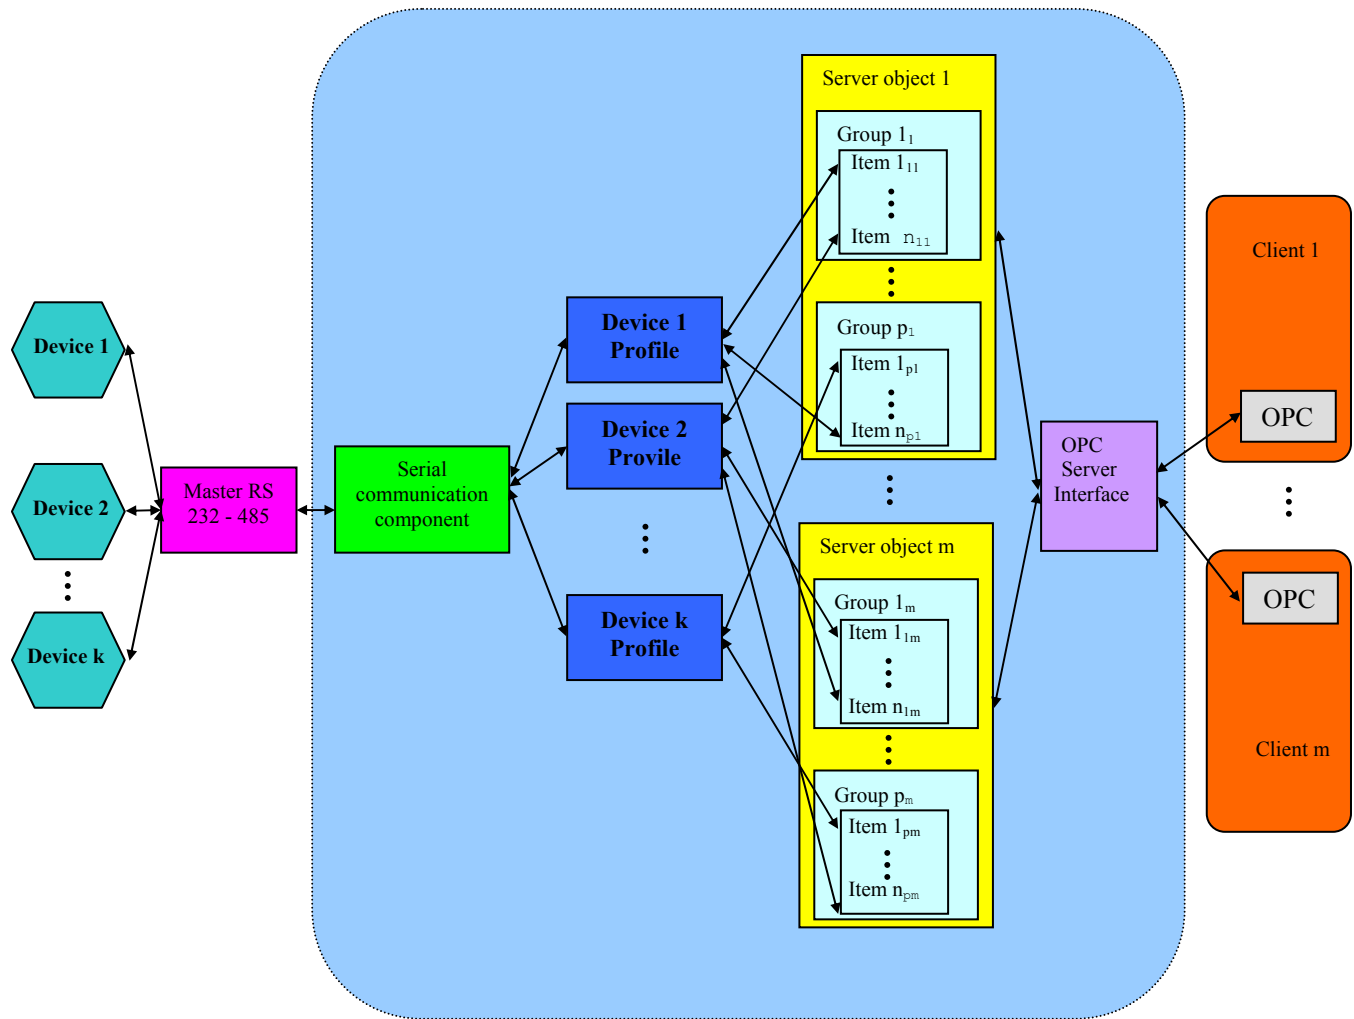 Device 1
Device 2
Device k
Master RS
232 - 485
Serial
communication
component
Device 1
Profile
Device 2
Provile
Device k
Profile
Server object 1
Group 1₁
Item 1₁₁
Item n₁₁
Group p₁
Item 1ₚ₁
Item nₚ₁
Server object m
Group 1ₘ
Item 1₁ₘ
Item n₁ₘ
Group pₘ
Item 1ₚₘ
Item nₚₘ
OPC
Server
Interface
Client 1
OPC
OPC
Client m